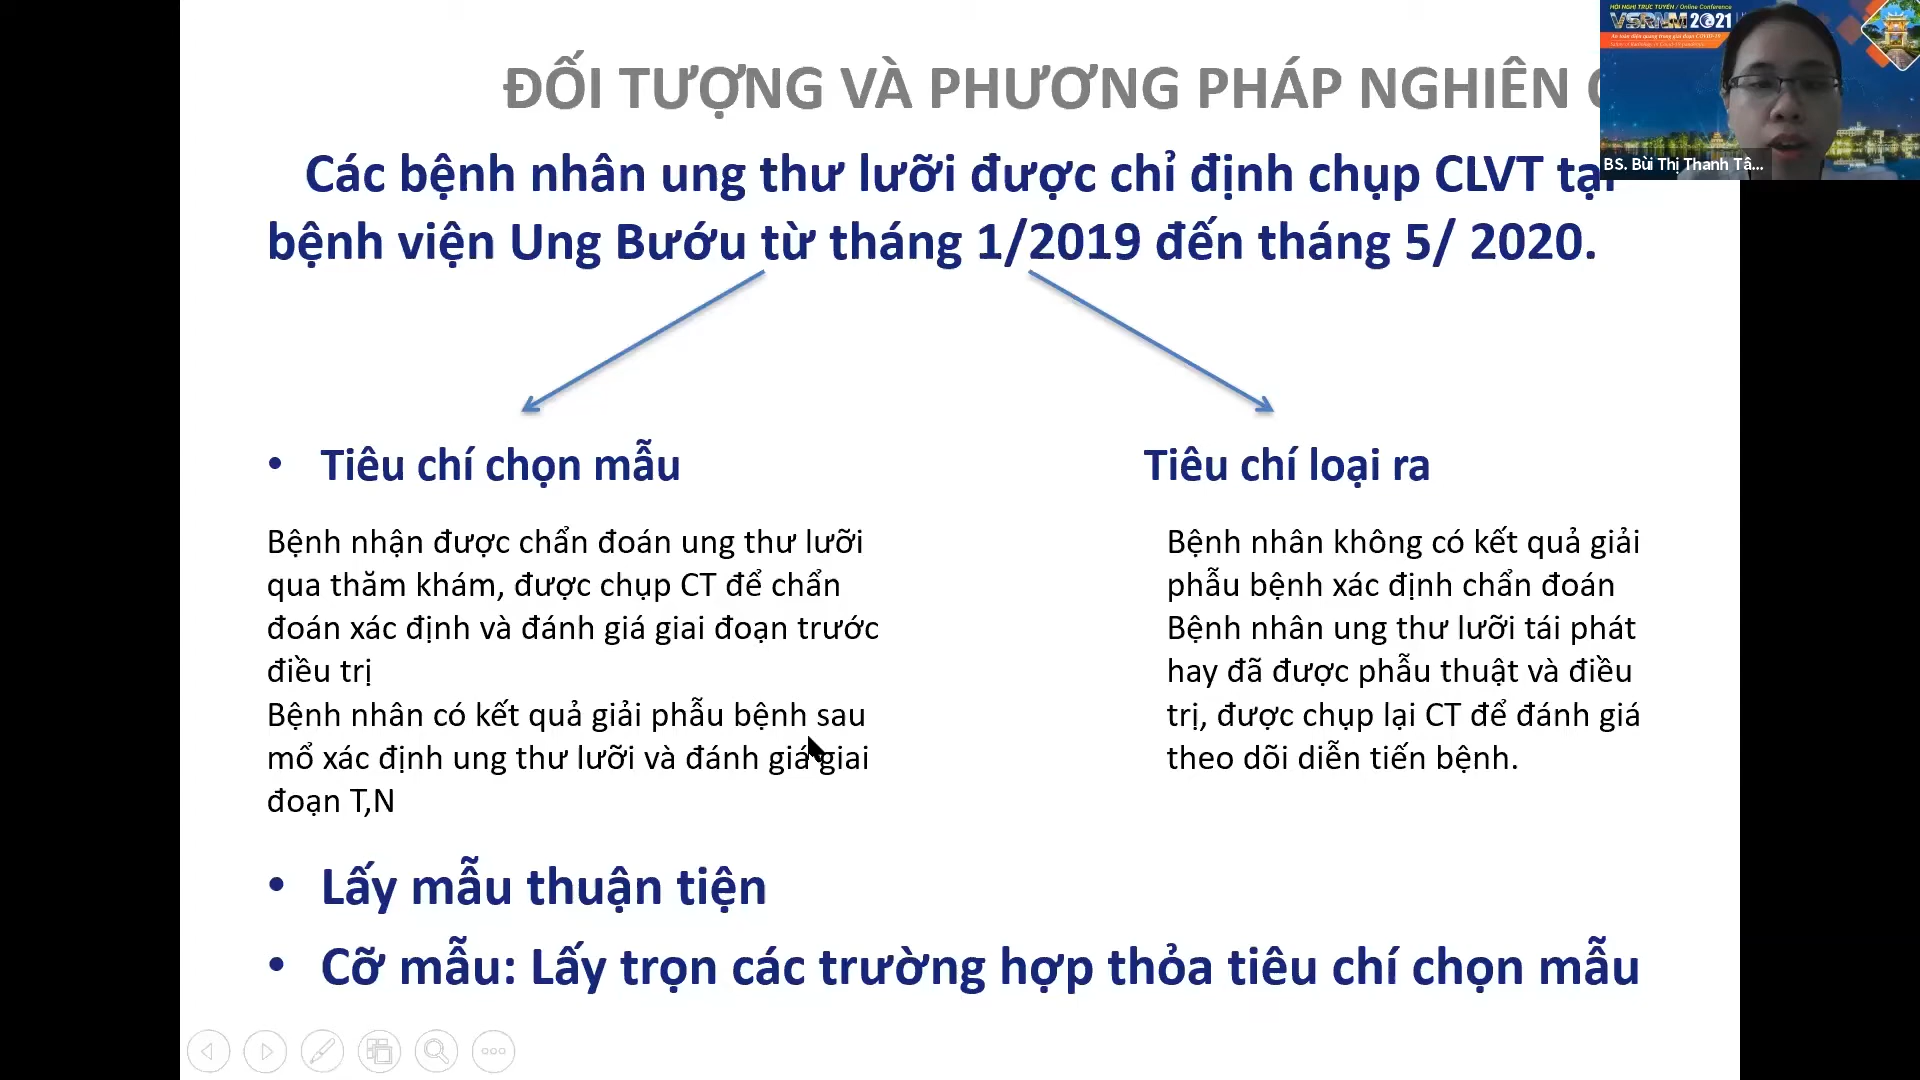 HỘI NGHỊ TRỰC TUYẾN / Online Conference
VSRNM 2021
ĐỐI TƯỢNG VÀ PHƯƠNG PHÁP NGHIÊN
BS. Bùi Thị Thanh Tâ...
Các bệnh nhân ung thư lưỡi được chỉ định chụp CLVT tại
bệnh viện Ung Bướu từ tháng 1/2019 đến tháng 5/ 2020.
• Tiêu chí chọn mẫu
Bệnh nhận được chẩn đoán ung thư lưỡi
qua thăm khám, được chụp CT để chẩn
đoán xác định và đánh giá giai đoạn trước
điều trị
Bệnh nhân có kết quả giải phẫu bệnh sau
mổ xác định ung thư lưỡi và đánh giá giai
đoạn T,N
Tiêu chí loại ra
Bệnh nhân không có kết quả giải
phẫu bệnh xác định chẩn đoán
Bệnh nhân ung thư lưỡi tái phát
hay đã được phẫu thuật và điều
trị, được chụp lại CT để đánh giá
theo dõi diễn tiến bệnh.
• Lấy mẫu thuận tiện
• Cỡ mẫu: Lấy trọn các trường hợp thỏa tiêu chí chọn mẫu